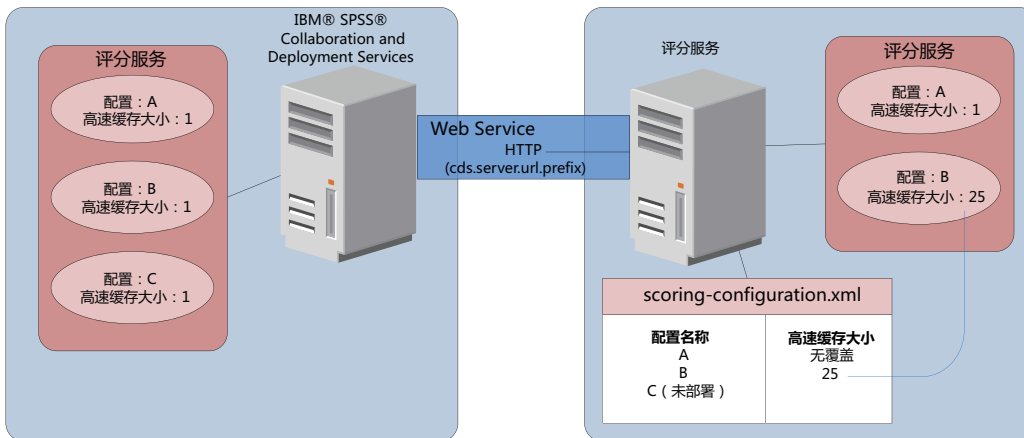 IBM® SPSS®
Collaboration and
Deployment Services
评分服务
配置：A
高速缓存大小：1
配置：B
高速缓存大小：1
配置：C
高速缓存大小：1
Web Service
HTTP
(cds.server.url.prefix)
评分服务
评分服务
配置：A
高速缓存大小：1
配置：B
高速缓存大小：25
scoring-configuration.xml
配置名称
A
B
C（未部署）
高速缓存大小
无覆盖
25